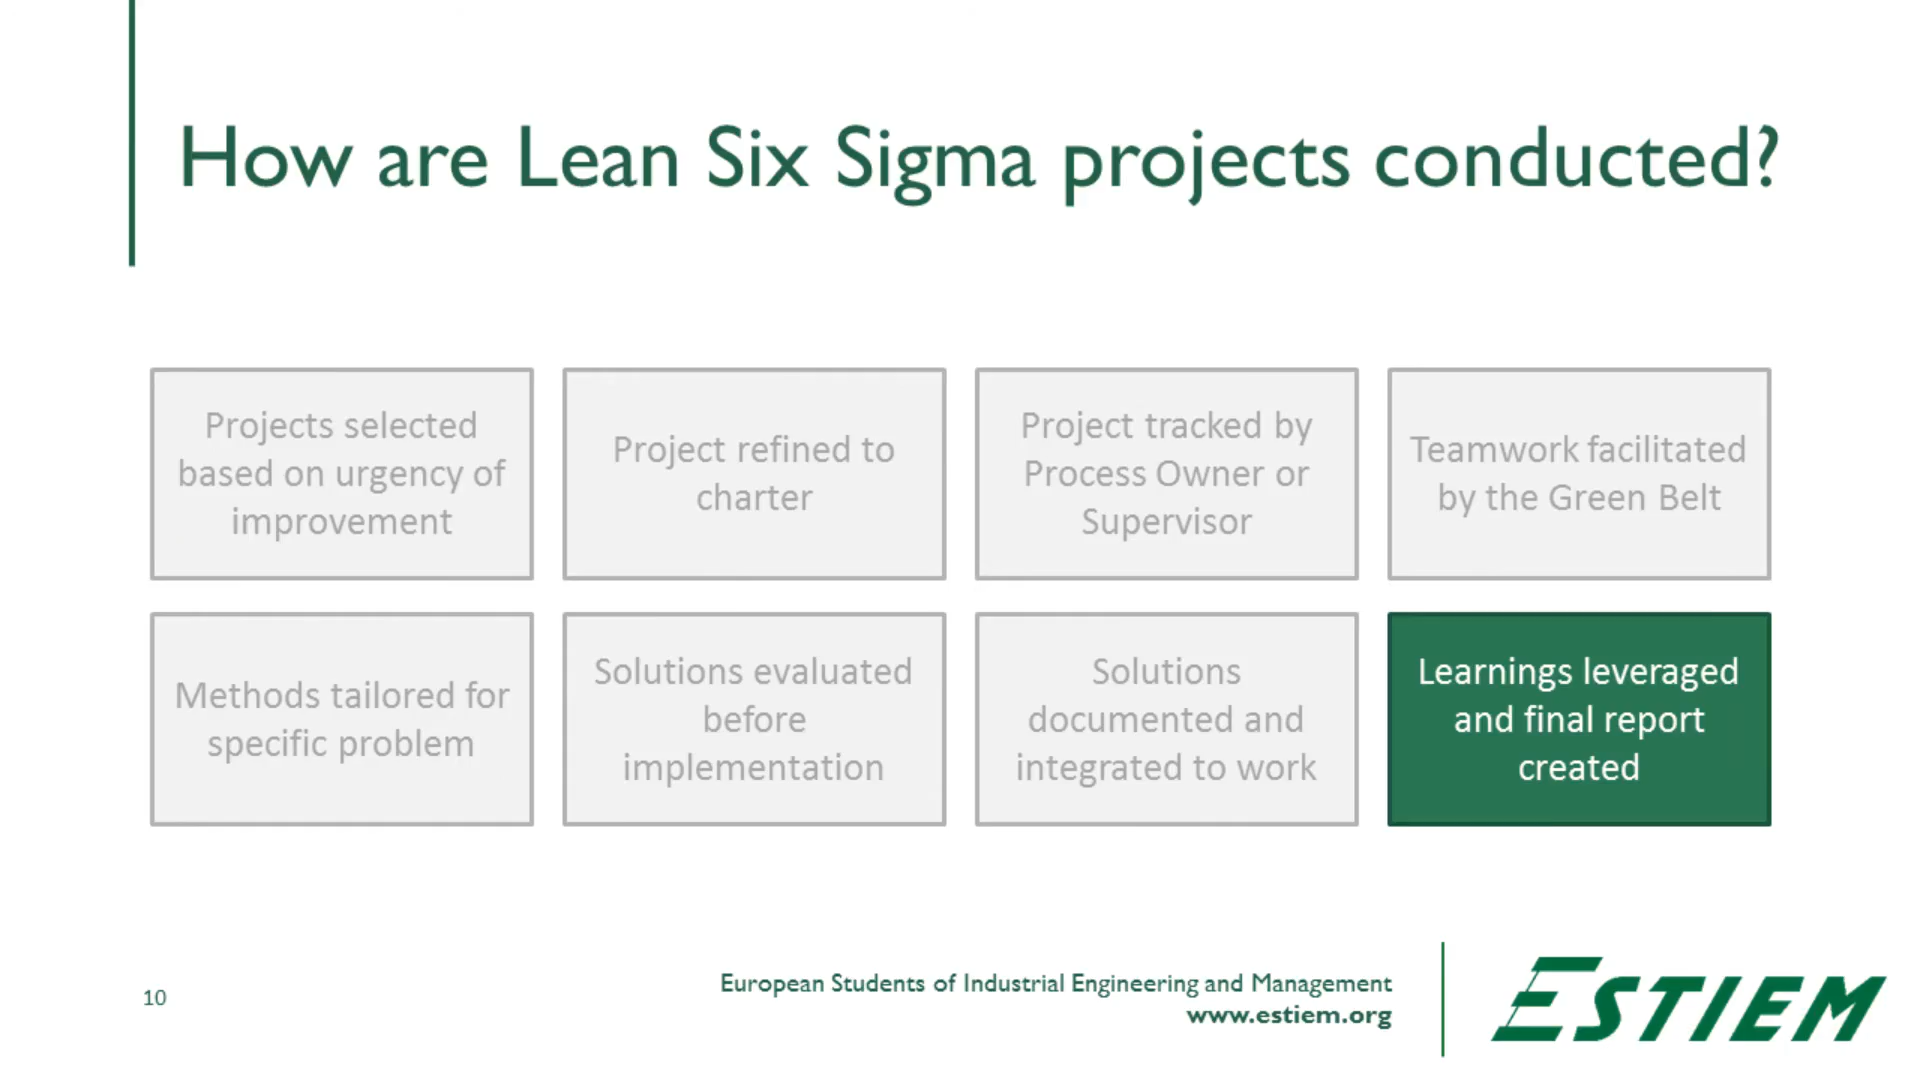 How are Lean Six Sigma projects conducted?
Projects selected
based on urgency of
improvement
Project refined to
charter
Project tracked by
Process Owner or
Supervisor
Teamwork facilitated
by the Green Belt
Methods tailored for
specific problem
Solutions evaluated
before
implementation
Solutions
documented and
integrated to work
Learnings leveraged
and final report
created
10
European Students of Industrial Engineering and Management
www.estiem.org
ESTIEM